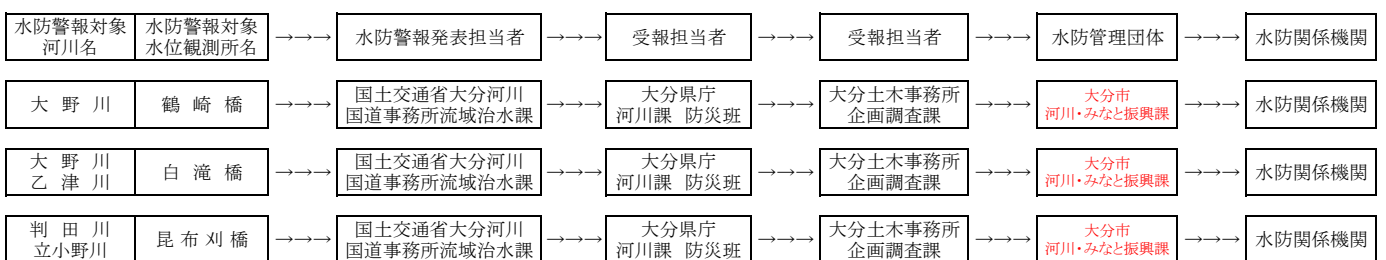 水防警報対象 水防警報対象 →→→ 水防警報発表担当者 →→→ 受報担当者 →→→ 受報担当者 →→→ 水防管理団体 →→→ 水防関係機関
河川名 水位観測所名
大野川 鶴崎橋 →→→ 国土交通省大分河川 →→→ 大分県庁 →→→ 大分土木事務所 →→→ 大分市 →→→ 水防関係機関
国道事務所流域治水課 河川課 防災班 企画調査課 河川・みなと振興課
大野川 白滝橋 →→→ 国土交通省大分河川 →→→ 大分県庁 →→→ 大分土木事務所 →→→ 大分市 →→→ 水防関係機関
乙津川 国道事務所流域治水課 河川課 防災班 企画調査課 河川・みなと振興課
判田川 昆布刈橋 →→→ 国土交通省大分河川 →→→ 大分県庁 →→→ 大分土木事務所 →→→ 大分市 →→→ 水防関係機関
立小野川 国道事務所流域治水課 河川課 防災班 企画調査課 河川・みなと振興課